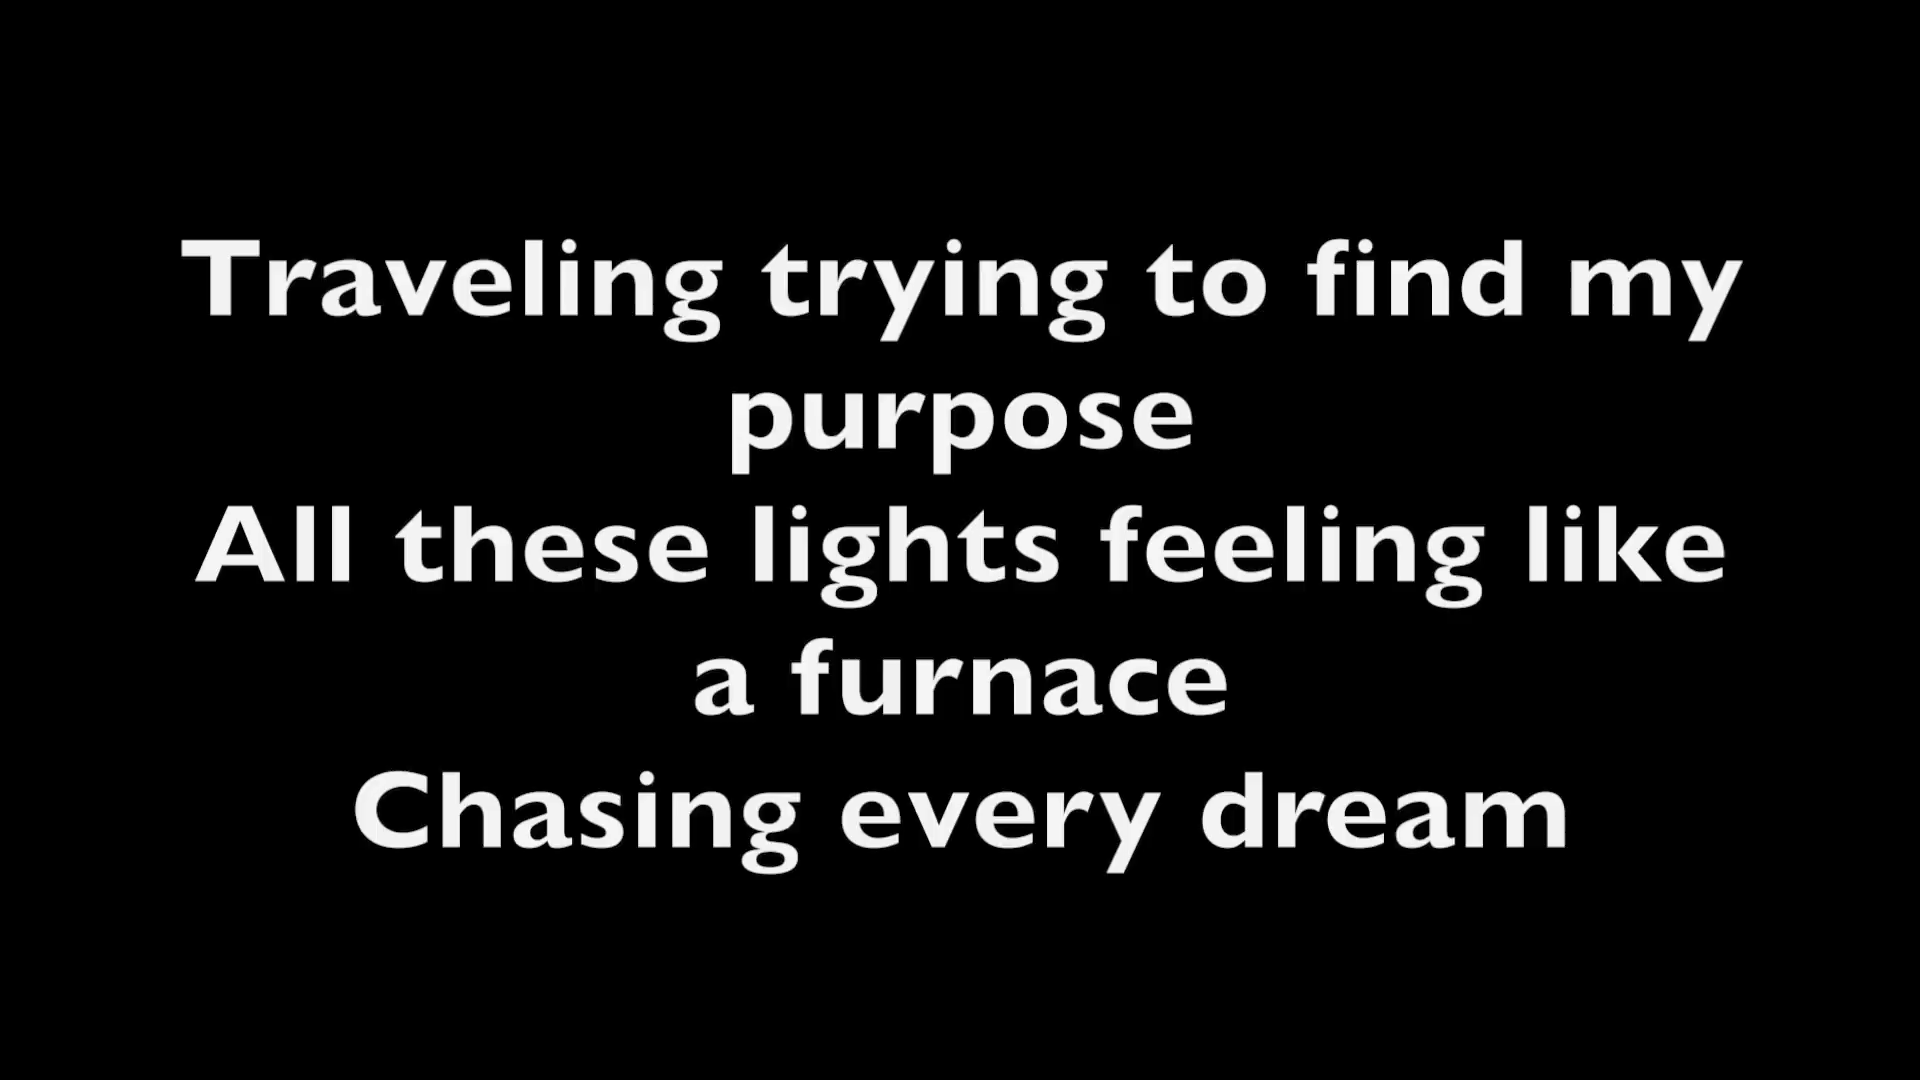 Traveling trying to find my
purpose
All these lights feeling like
a furnace
Chasing every dream